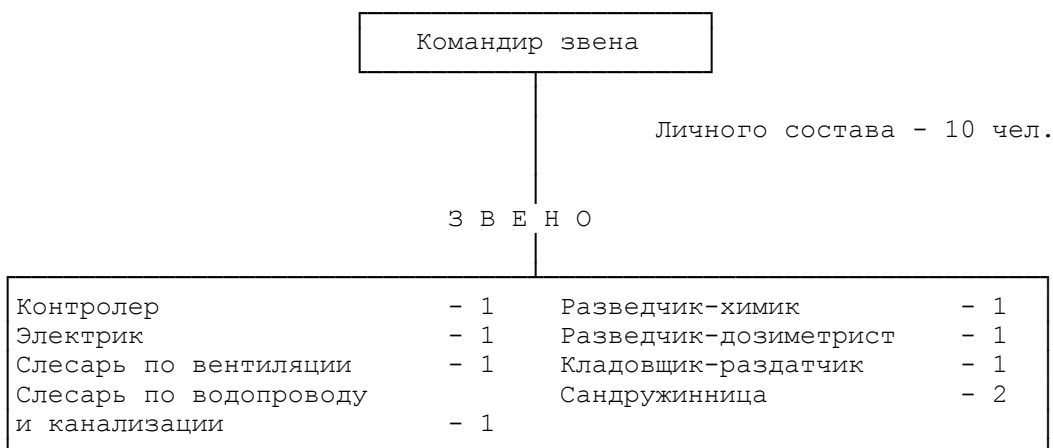 Командир звена
Личного состава - 10 чел.
З В Е Н О
Контролер - 1 Разведчик-химик - 1
Электрик - 1 Разведчик-дозиметрист - 1
Слесарь по вентиляции - 1 Кладовщик-раздатчик - 1
Слесарь по водопроводу Сандружинница - 2
и канализации - 1